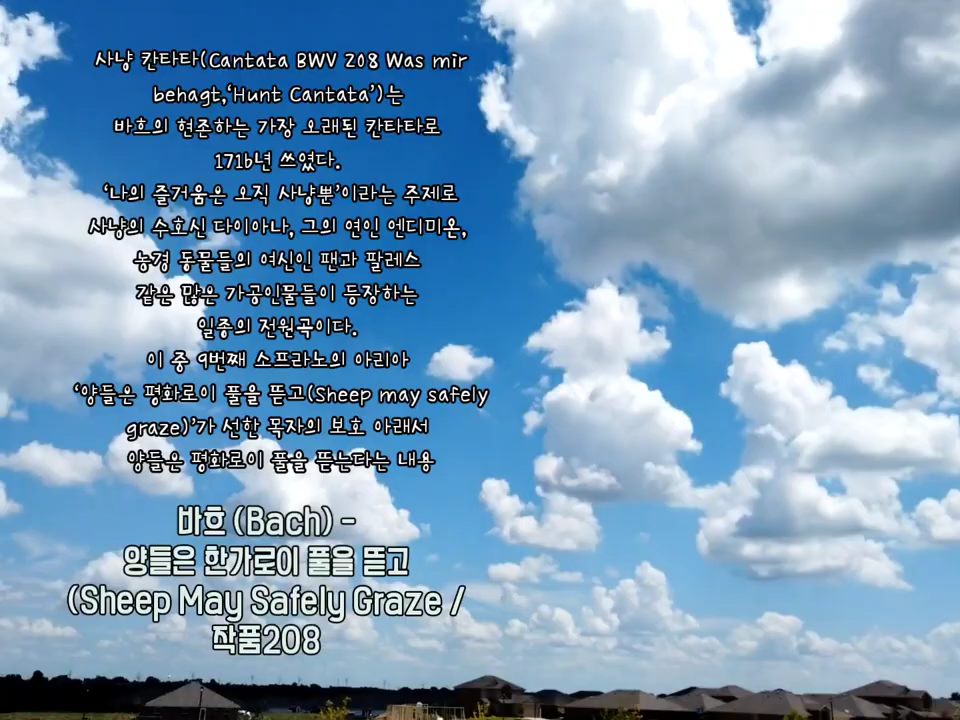 사냥 칸타타(Cantata BWV 208 Was mir
behagt,‘Hunt Cantata’)는
바흐의 현존하는 가장 오래된 칸타타로
1716년 쓰였다.
‘나의 즐거움은 오직 사냥뿐’이라는 주제로
사냥의 수호신 다이아나, 그의 연인 엔디미온,
농경 동물들의 여신인 팬과 팔레스
같은 많은 가공인물들이 등장하는
일종의 전원곡이다.
이 중 9번째 소프라노의 아리아
‘양들은 평화로이 풀을 뜯고(Sheep may safely
graze)’가 선한 목자의 보호 아래서
양들은 평화로이 풀을 뜯는다는 내용
바흐 (Bach) -
양들은 한가로이 풀을 뜯고
(Sheep May Safely Graze /
작품208